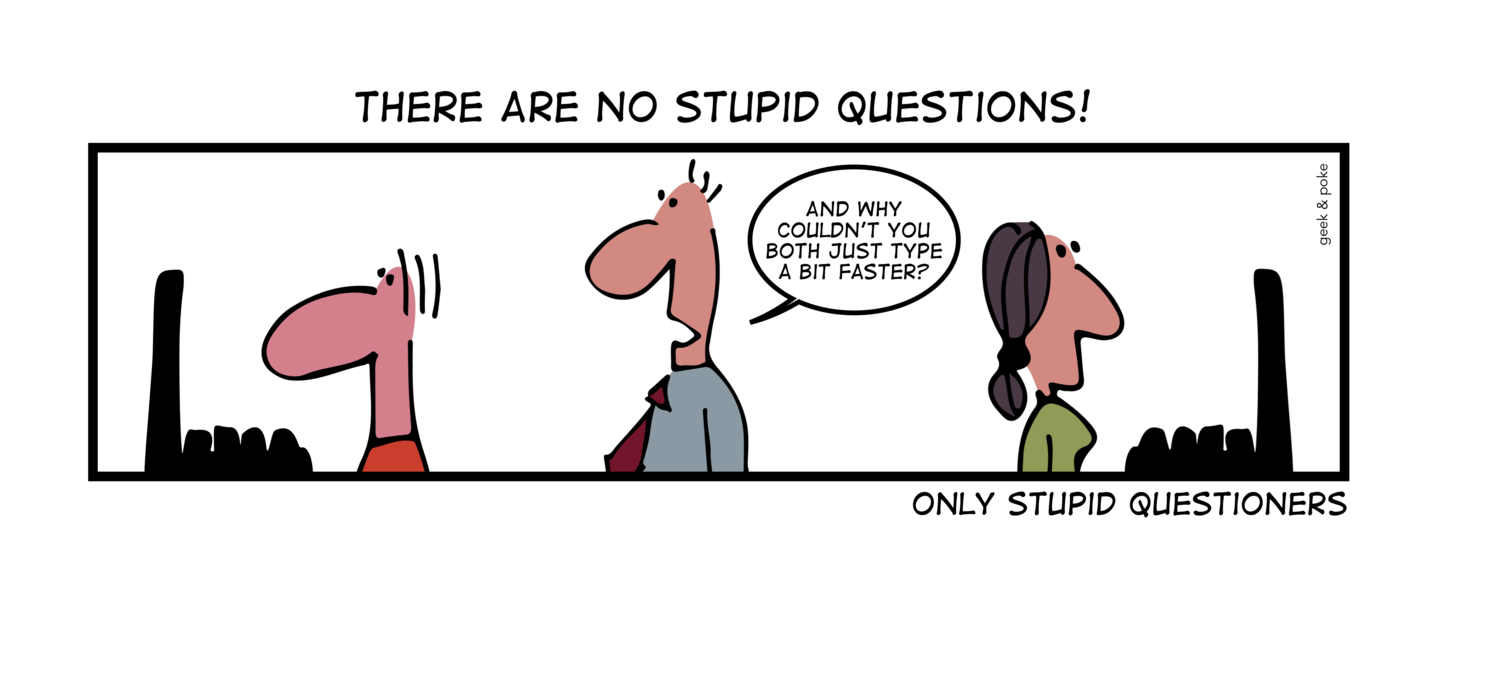 THERE ARE NO STUPID QUESTIONS!
geek & poke
AND WHY
COULDN'T YOU
BOTH JUST TYPE
A BIT FASTER?
ONLY STUPID QUESTIONERS